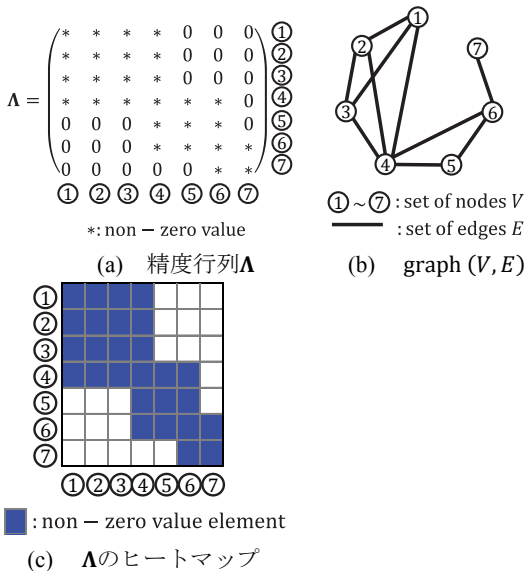 * * * * 0 0 0 ①
* * * * 0 0 0 ②
* * * * 0 0 0 ③
Λ = * * * * * * 0 ④
0 0 0 * * * 0 ⑤
0 0 0 * * * * ⑥
0 0 0 0 0 * * ⑦
① ② ③ ④ ⑤ ⑥ ⑦
*: non − zero value
(a) 精度行列Λ
①
②
⑦
③
⑥
④
⑤
①~⑦ : set of nodes V
: set of edges E
(b) graph (V, E)
①
②
③
④
⑤
⑥
⑦
①②③④⑤⑥⑦
: non − zero value element
(c) Λのヒートマップ